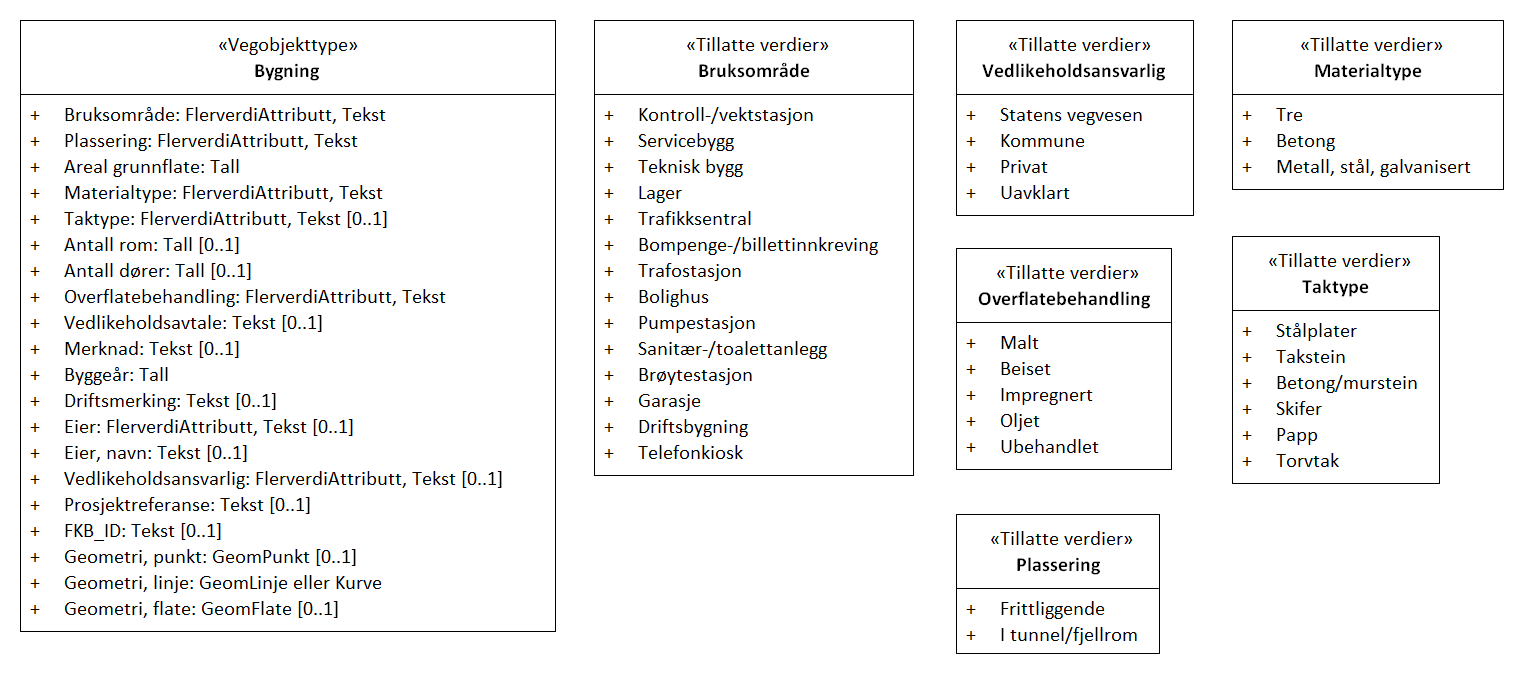 «Vegobjekttype»
Bygning
+ Bruksområde: FlerverdiAttributt, Tekst
+ Plassering: FlerverdiAttributt, Tekst
+ Areal grunnflate: Tall
+ Materialtype: FlerverdiAttributt, Tekst
+ Taktype: FlerverdiAttributt, Tekst [0..1]
+ Antall rom: Tall [0..1]
+ Antall dører: Tall [0..1]
+ Overflatebehandling: FlerverdiAttributt, Tekst
+ Vedlikeholdsavtale: Tekst [0..1]
+ Merknad: Tekst [0..1]
+ Byggeår: Tall
+ Driftsmerking: Tekst [0..1]
+ Eier: FlerverdiAttributt, Tekst [0..1]
+ Eier, navn: Tekst [0..1]
+ Vedlikeholdsansvarlig: FlerverdiAttributt, Tekst [0..1]
+ Prosjektreferanse: Tekst [0..1]
+ FKB_ID: Tekst [0..1]
+ Geometri, punkt: GeomPunkt [0..1]
+ Geometri, linje: GeomLinje eller Kurve
+ Geometri, flate: GeomFlate [0..1]
«Tillatte verdier»
Bruksområde
+ Kontroll-/vektstasjon
+ Servicebygg
+ Teknisk bygg
+ Lager
+ Trafikksentral
+ Bompenge-/billettinnkreving
+ Trafostasjon
+ Bolighus
+ Pumpestasjon
+ Sanitær-/toalettanlegg
+ Brøytestasjon
+ Garasje
+ Driftsbygning
+ Telefonkiosk
«Tillatte verdier»
Vedlikeholdsansvarlig
+ Statens vegvesen
+ Kommune
+ Privat
+ Uavklart
«Tillatte verdier»
Overflatebehandling
+ Malt
+ Beiset
+ Impregnert
+ Oljet
+ Ubehandlet
«Tillatte verdier»
Plassering
+ Frittliggende
+ I tunnel/fjellrom
«Tillatte verdier»
Materialtype
+ Tre
+ Betong
+ Metall, stål, galvanisert
«Tillatte verdier»
Taktype
+ Stålplater
+ Takstein
+ Betong/murstein
+ Skifer
+ Papp
+ Torvtak